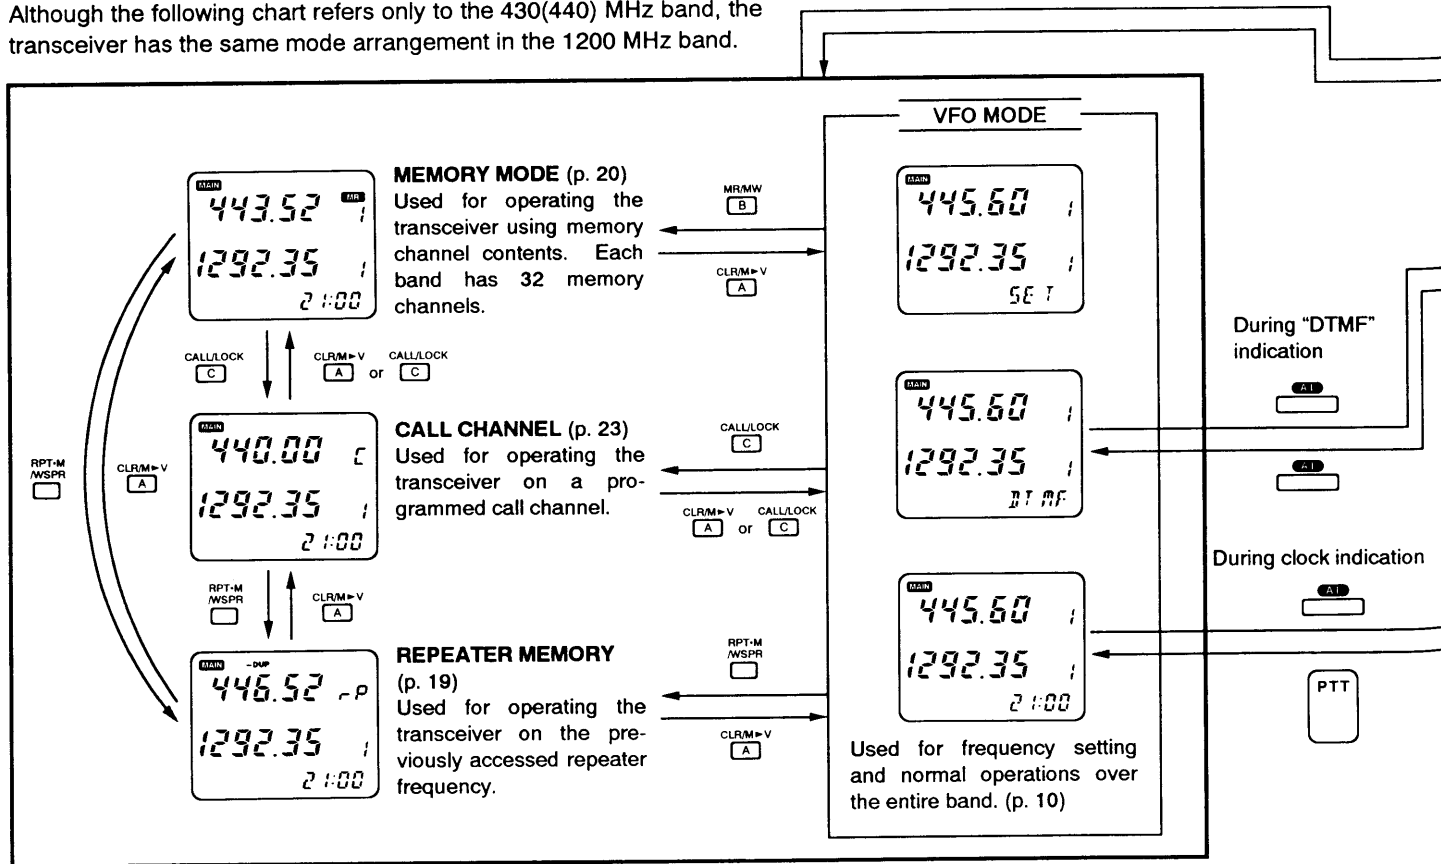 Although the following chart refers only to the 430(440) MHz band, the
transceiver has the same mode arrangement in the 1200 MHz band.
MAIN
443.52 MR 1
1292.35 1
21:00
MEMORY MODE (p. 20)
Used for operating the
transceiver using memory
channel contents. Each
band has 32 memory
channels.
MR/MW
B
CLR/M►V
A
CALL/LOCK
C
CLR/M►V CALL/LOCK
A or C
RPT•M
/WSPR
CLR/M►V
A
MAIN
440.00 C
1292.35 1
21:00
CALL CHANNEL (p. 23)
Used for operating the
transceiver on a pro-
grammed call channel.
CALL/LOCK
C
CLR/M►V CALL/LOCK
A or C
RPT•M
/WSPR
CLR/M►V
A
MAIN -DUP
446.52 rP
1292.35 1
21:00
REPEATER MEMORY
(p. 19)
Used for operating the
transceiver on the pre-
viously accessed repeater
frequency.
RPT•M
/WSPR
CLR/M►V
A
VFO MODE
MAIN
445.60 1
1292.35 1
SET
MAIN
445.60 1
1292.35 1
DTMF
MAIN
445.60 1
1292.35 1
21:00
Used for frequency setting
and normal operations over
the entire band. (p. 10)
During “DTMF”
indication
AI
AI
During clock indication
AI
PTT